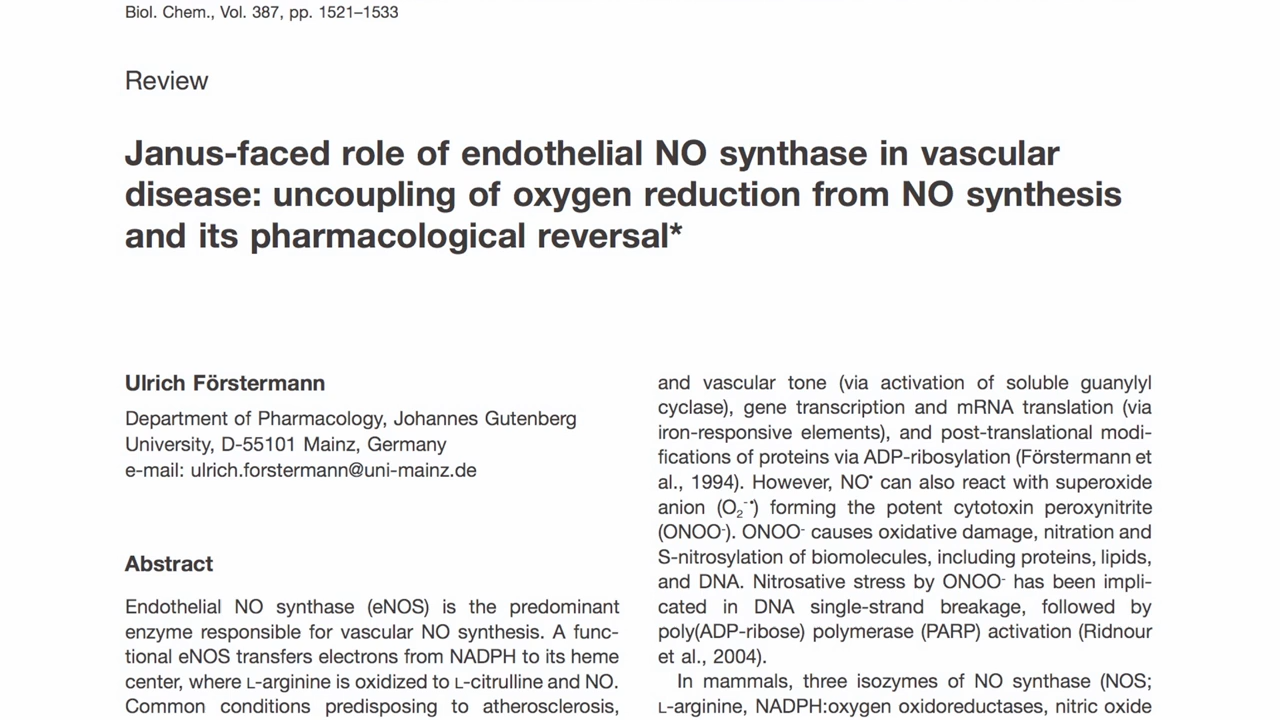 Biol. Chem., Vol. 387, pp. 1521–1533
Review
Janus-faced role of endothelial NO synthase in vascular
disease: uncoupling of oxygen reduction from NO synthesis
and its pharmacological reversal*
Ulrich Förstermann
Department of Pharmacology, Johannes Gutenberg
University, D-55101 Mainz, Germany
e-mail: ulrich.forstermann@uni-mainz.de
Abstract
Endothelial NO synthase (eNOS) is the predominant
enzyme responsible for vascular NO synthesis. A func-
tional eNOS transfers electrons from NADPH to its heme
center, where L-arginine is oxidized to L-citrulline and NO.
Common conditions predisposing to atherosclerosis,
and vascular tone (via activation of soluble guanylyl
cyclase), gene transcription and mRNA translation (via
iron-responsive elements), and post-translational modi-
fications of proteins via ADP-ribosylation (Förstermann et
al., 1994). However, NO• can also react with superoxide
anion (O₂⁻•) forming the potent cytotoxin peroxynitrite
(ONOO⁻). ONOO⁻ causes oxidative damage, nitration and
S-nitrosylation of biomolecules, including proteins, lipids,
and DNA. Nitrosative stress by ONOO⁻ has been impli-
cated in DNA single-strand breakage, followed by
poly(ADP-ribose) polymerase (PARP) activation (Ridnour
et al., 2004).
In mammals, three isozymes of NO synthase (NOS;
L-arginine, NADPH:oxygen oxidoreductases, nitric oxide